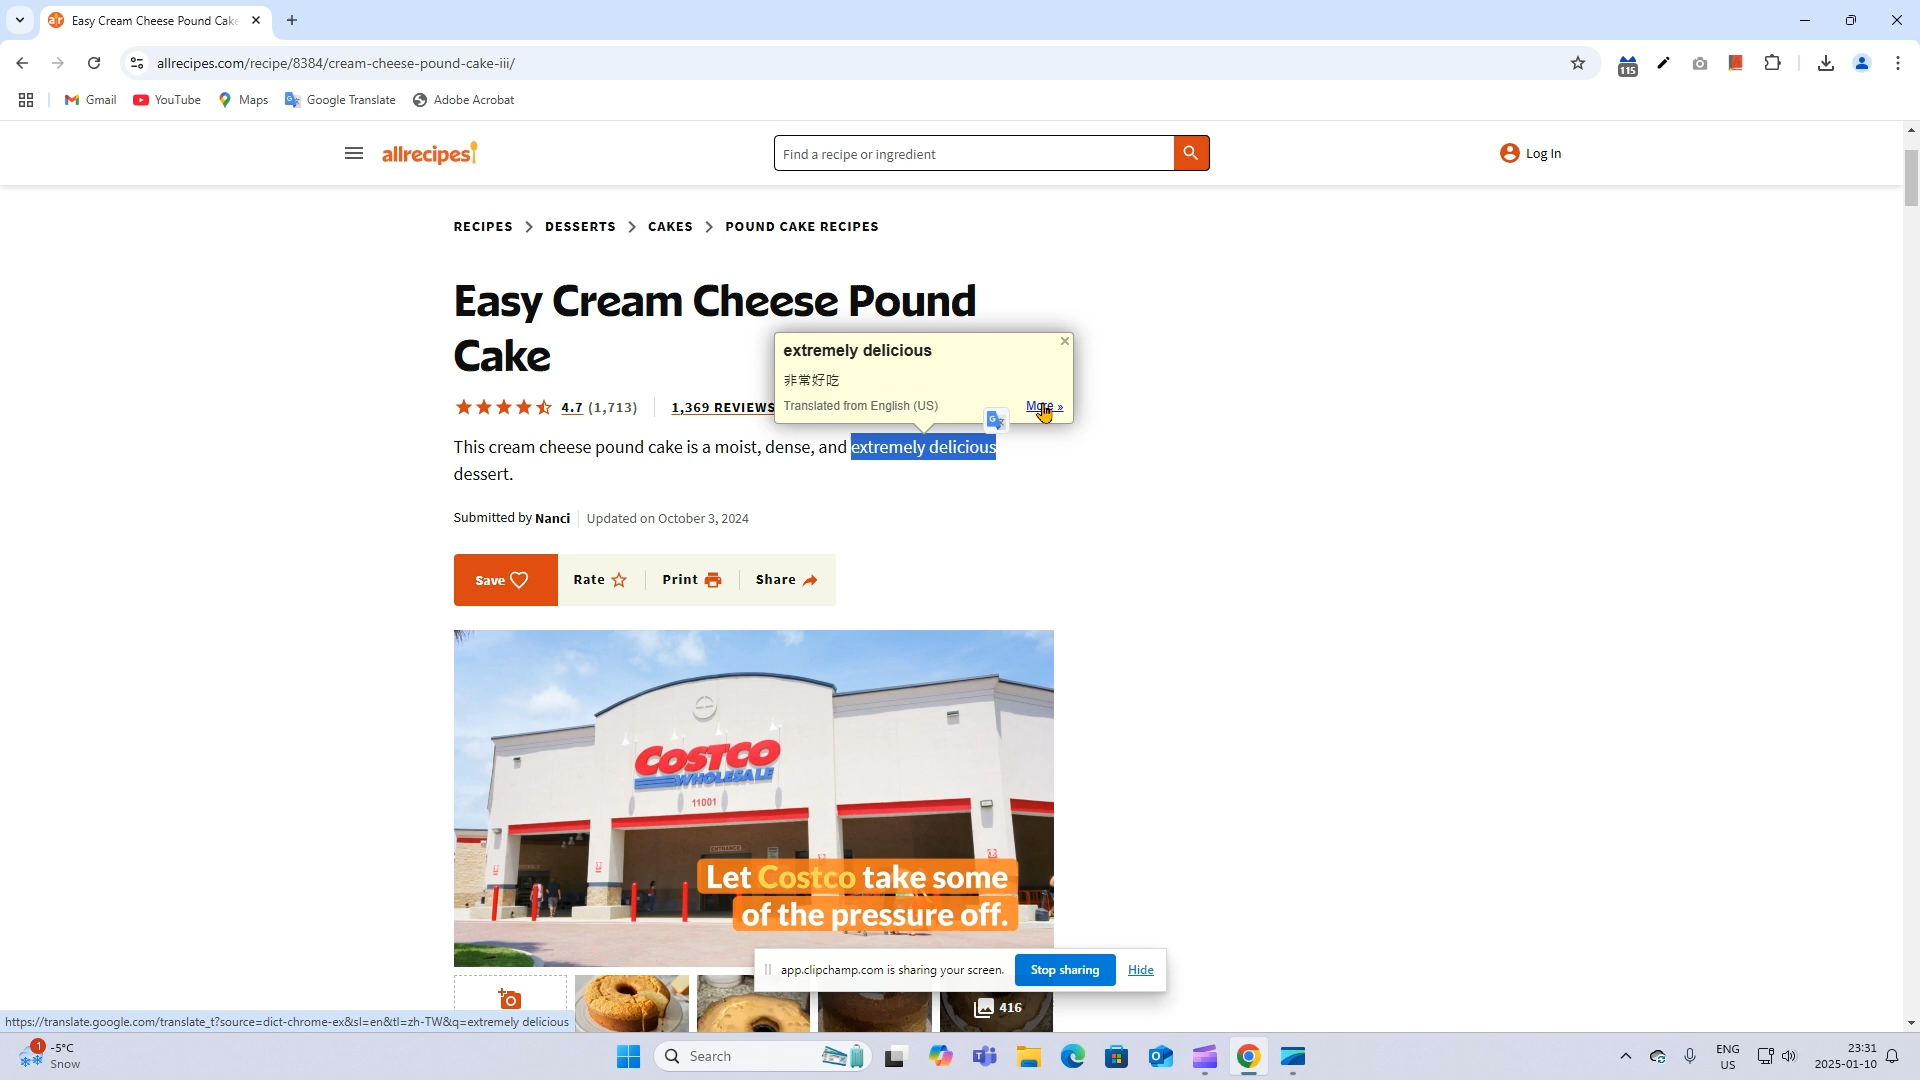 Easy Cream Cheese Pound Cake
allrecipes.com/recipe/8384/cream-cheese-pound-cake-iii/
115
Gmail
YouTube
Maps
Google Translate
Adobe Acrobat
allrecipes
Find a recipe or ingredient
Log In
RECIPES > DESSERTS > CAKES > POUND CAKE RECIPES
Easy Cream Cheese Pound
Cake
extremely delicious
非常好吃
Translated from English (US)
More »
4.7 (1,713)
1,369 REVIEWS
This cream cheese pound cake is a moist, dense, and extremely delicious
dessert.
Submitted by Nanci
Updated on October 3, 2024
Save
Rate
Print
Share
COSTCO
WHOLESALE
11001
ENTRANCE
Let Costco take some
of the pressure off.
app.clipchamp.com is sharing your screen.
Stop sharing
Hide
416
https://translate.google.com/translate_t?source=dict-chrome-ex&sl=en&tl=zh-TW&q=extremely delicious
1
-5°C
Snow
Search
ENG
US
23:31
2025-01-10